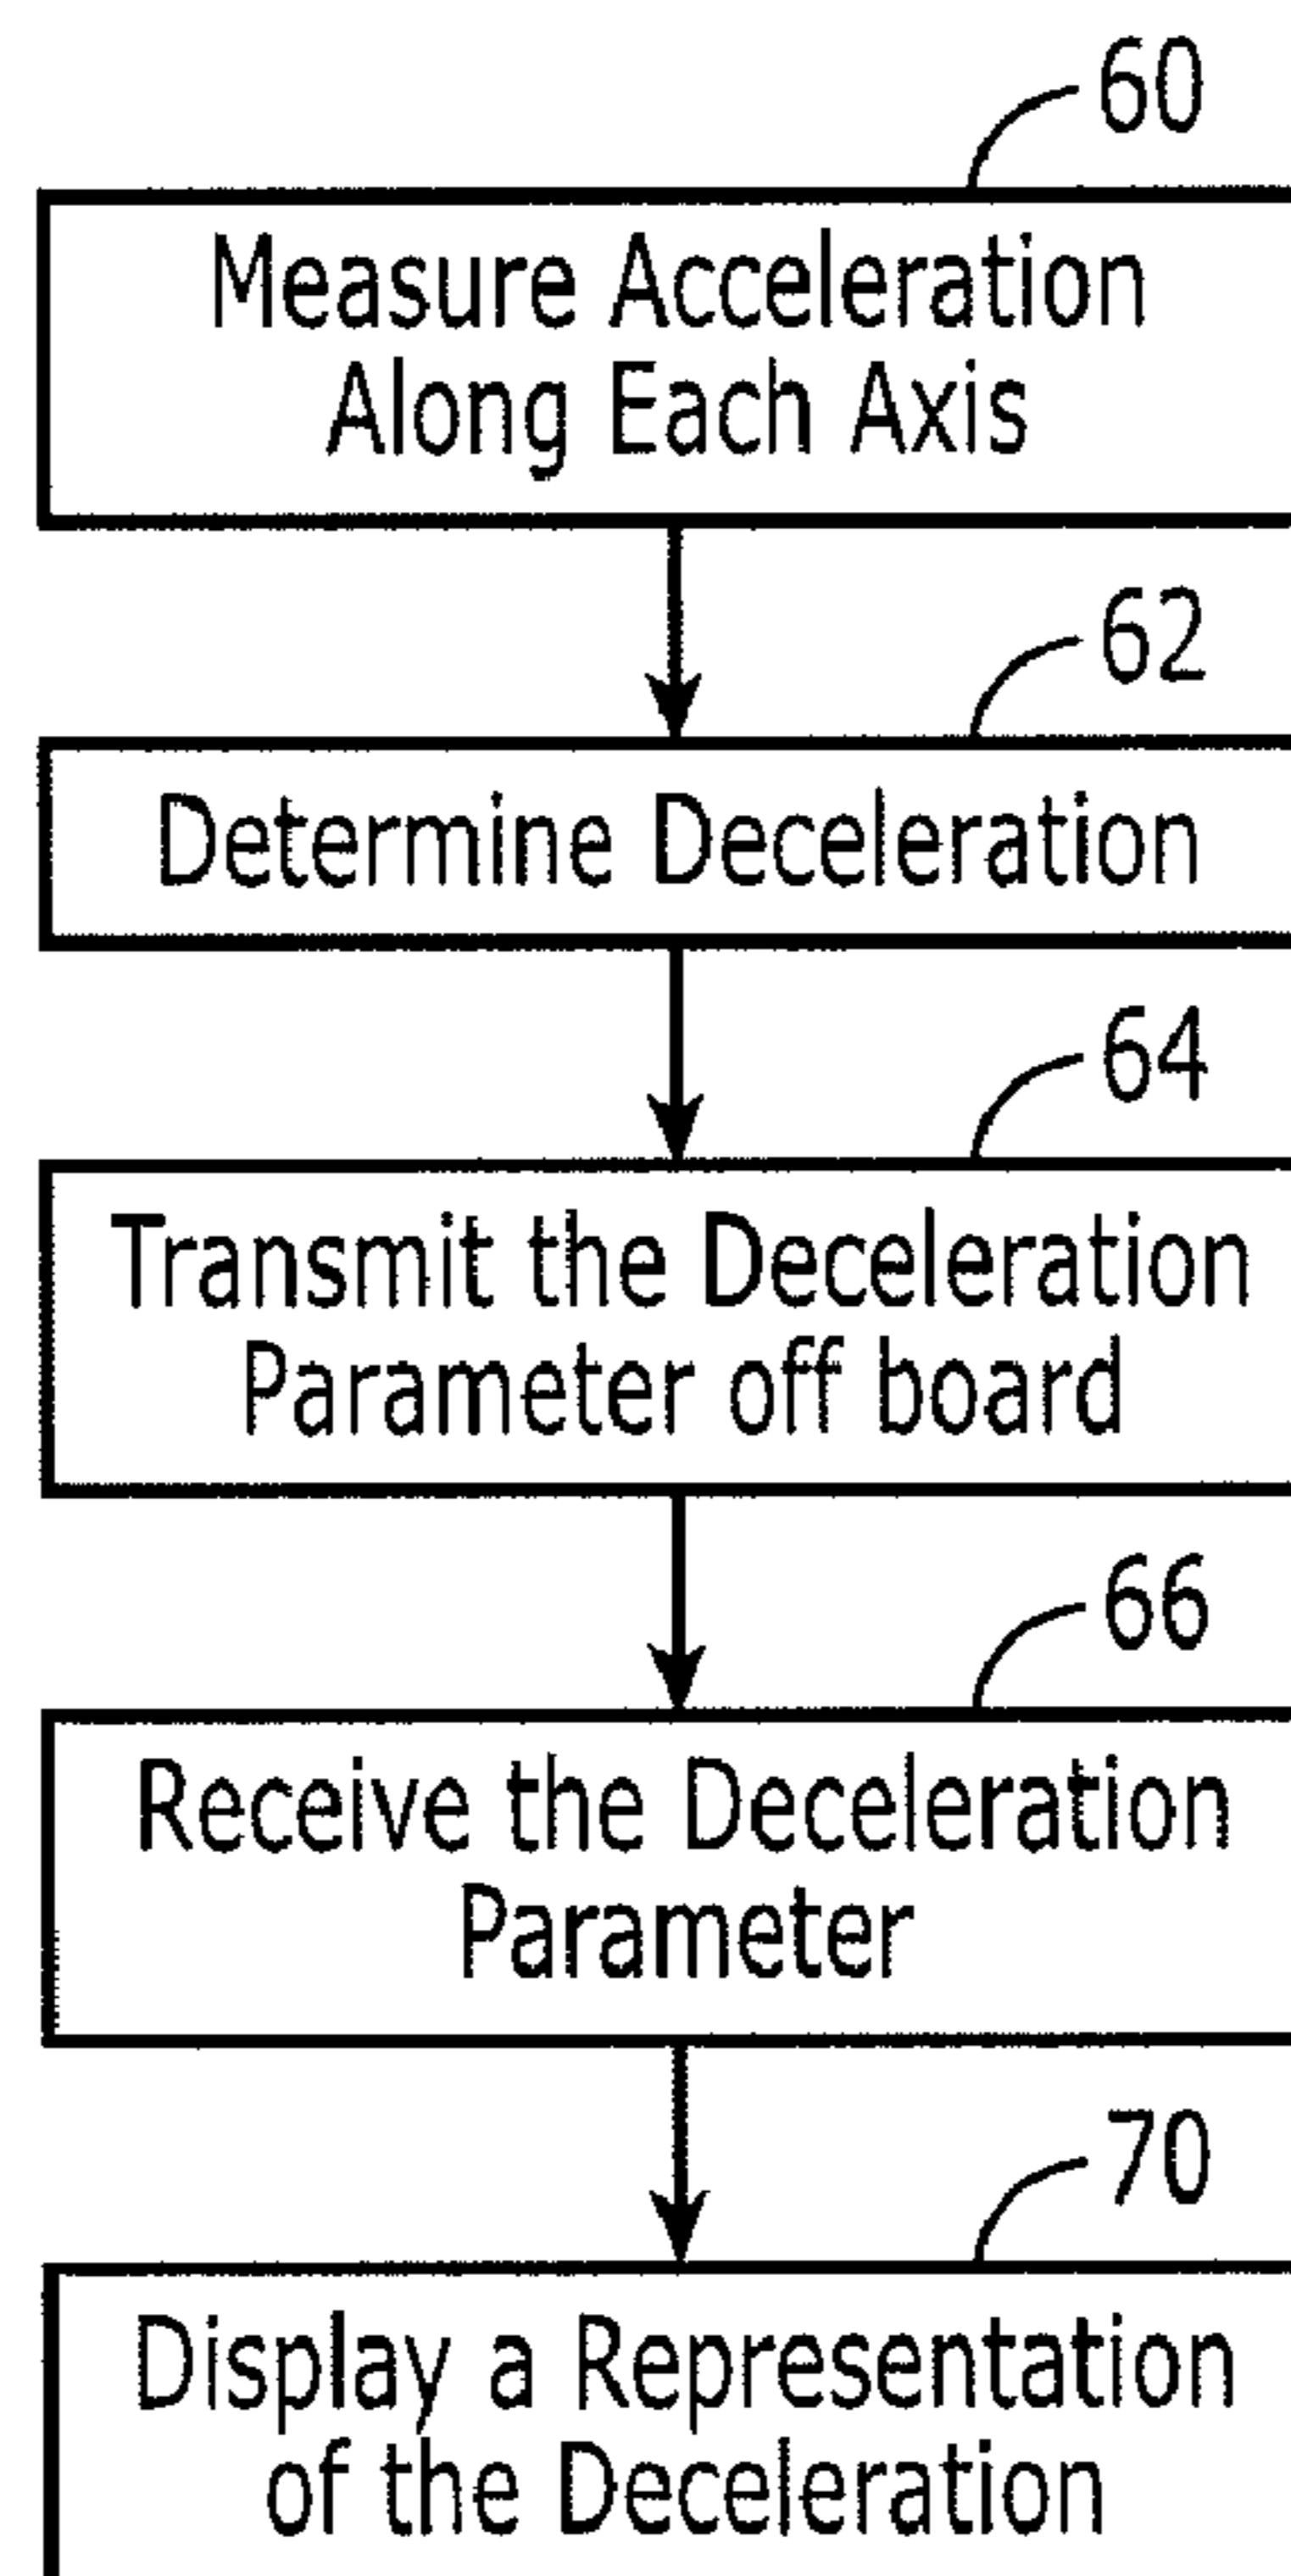 60
Measure Acceleration
Along Each Axis
62
Determine Deceleration
64
Transmit the Deceleration
Parameter off board
66
Receive the Deceleration
Parameter
70
Display a Representation
of the Deceleration